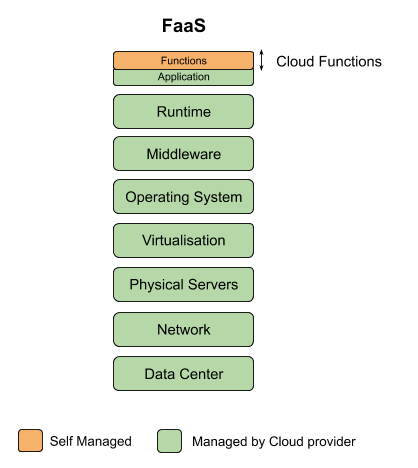 FaaS
Functions
Cloud Functions
Application
Runtime
Middleware
Operating System
Virtualisation
Physical Servers
Network
Data Center
Self Managed
Managed by Cloud provider